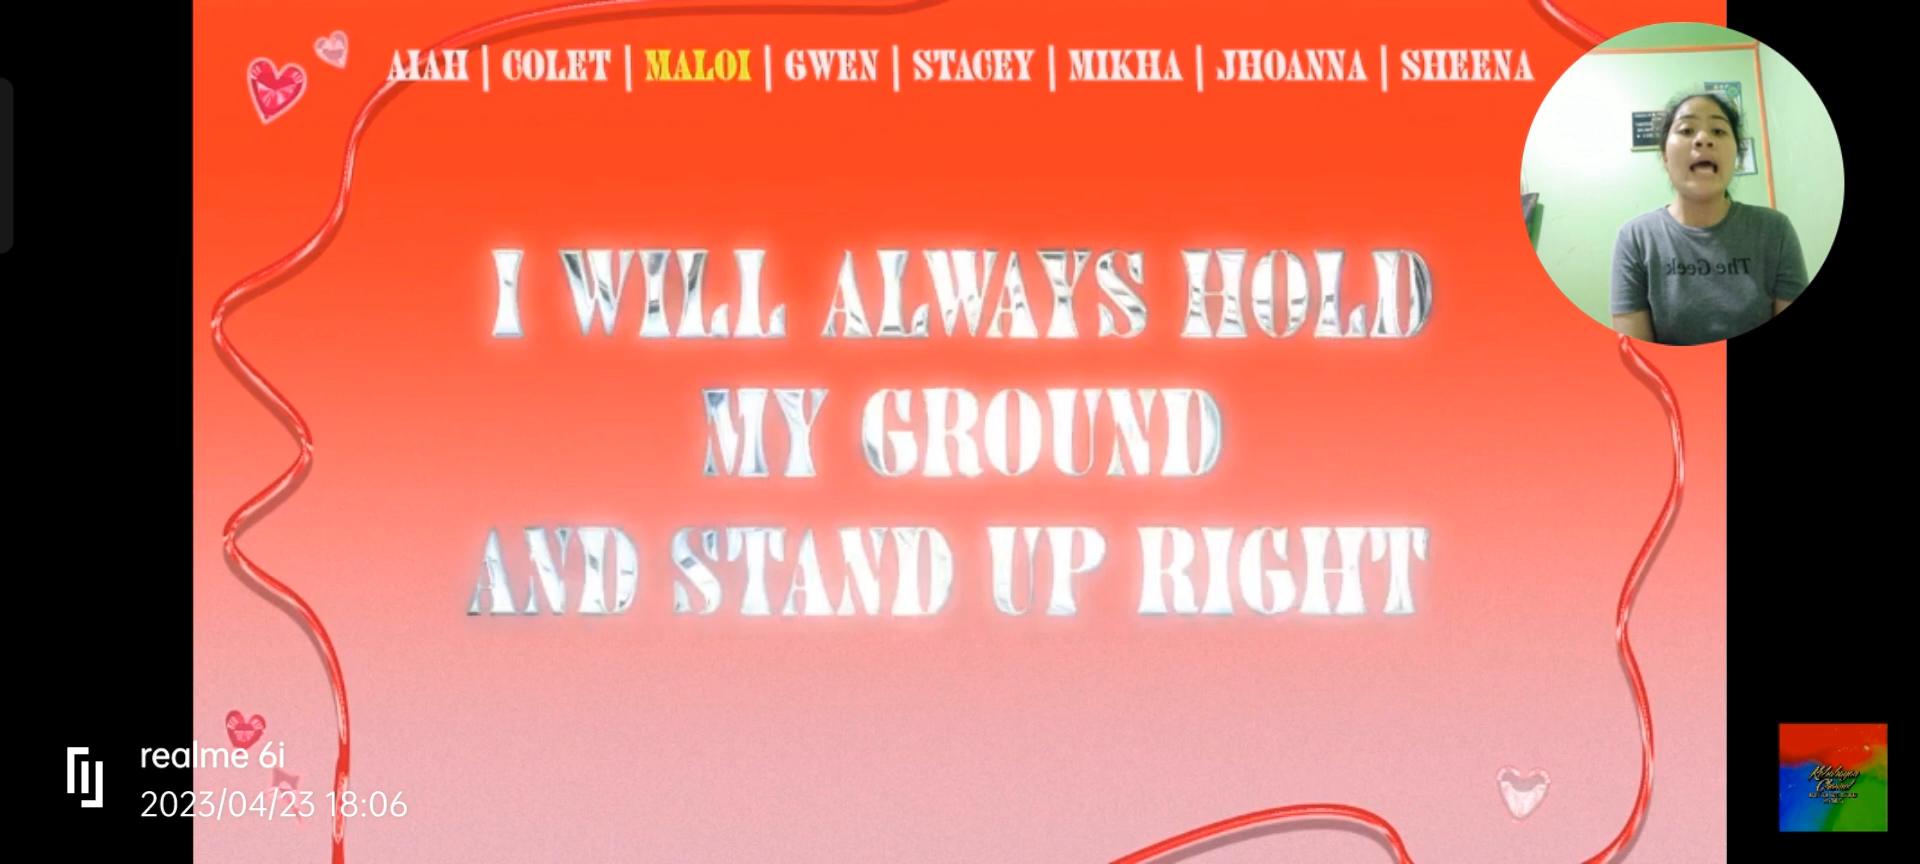 AIAH | COLET | MALOI | GWEN | STACEY | MIKHA | JHOANNA | SHEENA
The Geek
I WILL ALWAYS HOLD
MY GROUND
AND STAND UP RIGHT
realme 6i
2023/04/23 18:06